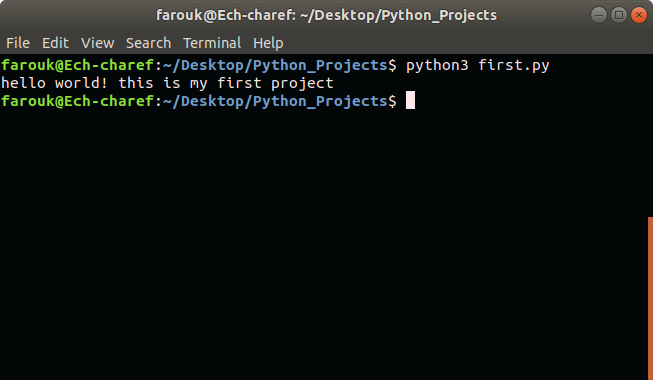 farouk@Ech-charef: ~/Desktop/Python_Projects
File Edit View Search Terminal Help
farouk@Ech-charef:~/Desktop/Python_Projects$ python3 first.py
hello world! this is my first project
farouk@Ech-charef:~/Desktop/Python_Projects$